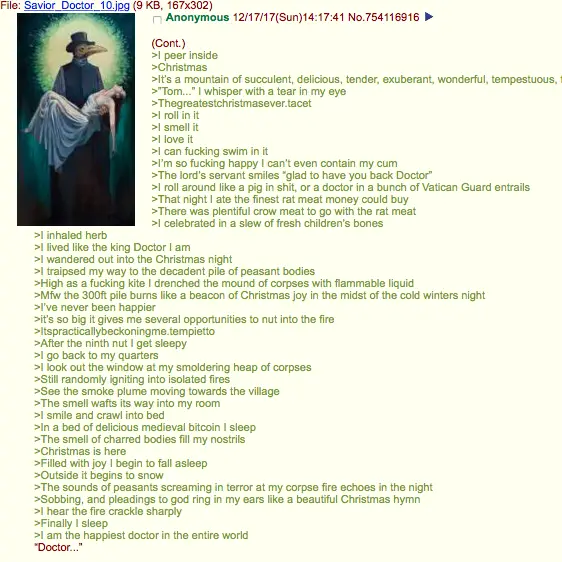 File: Savior_Doctor_10.jpg (9 KB, 167x302)
Anonymous 12/17/17(Sun)14:17:41 No.754116916
(Cont.)
>I peer inside
>Christmas
>It's a mountain of succulent, delicious, tender, exuberant, wonderful, tempestuous,
>"Tom..." I whisper with a tear in my eye
>Thegreatestchristmasever.tacet
>I roll in it
>I smell it
>I love it
>I can fucking swim in it
>I'm so fucking happy I can't even contain my cum
>The lord's servant smiles "glad to have you back Doctor"
>I roll around like a pig in shit, or a doctor in a bunch of Vatican Guard entrails
>That night I ate the finest rat meat money could buy
>There was plentiful crow meat to go with the rat meat
>I celebrated in a slew of fresh children's bones
>I inhaled herb
>I lived like the king Doctor I am
>I wandered out into the Christmas night
>I traipsed my way to the decadent pile of peasant bodies
>High as a fucking kite I drenched the mound of corpses with flammable liquid
>Mfw the 300ft pile burns like a beacon of Christmas joy in the midst of the cold winters night
>I've never been happier
>it's so big it gives me several opportunities to nut into the fire
>Itspracticallybeckoningme.tempietto
>After the ninth nut I get sleepy
>I go back to my quarters
>I look out the window at my smoldering heap of corpses
>Still randomly igniting into isolated fires
>See the smoke plume moving towards the village
>The smell wafts its way into my room
>I smile and crawl into bed
>In a bed of delicious medieval bitcoin I sleep
>The smell of charred bodies fill my nostrils
>Christmas is here
>Filled with joy I begin to fall asleep
>Outside it begins to snow
>The sounds of peasants screaming in terror at my corpse fire echoes in the night
>Sobbing, and pleadings to god ring in my ears like a beautiful Christmas hymn
>I hear the fire crackle sharply
>Finally I sleep
>I am the happiest doctor in the entire world
"Doctor..."